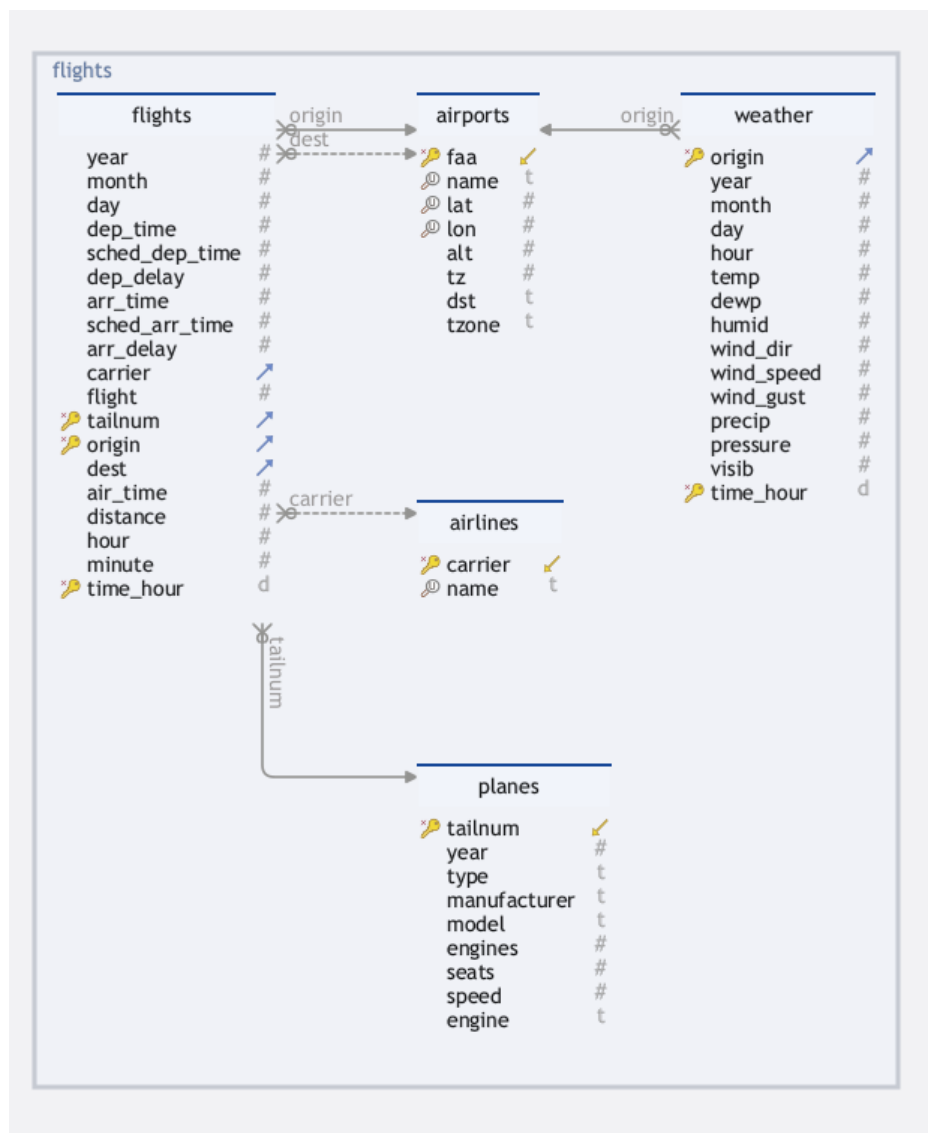 flights
flights
year #
month #
day #
dep_time #
sched_dep_time #
dep_delay #
arr_time #
sched_arr_time #
arr_delay #
carrier
flight #
tailnum
origin
dest
air_time #
distance #
hour #
minute #
time_hour d
origin
dest
carrier
tailnum
airports
faa
name t
lat #
lon #
alt #
tz #
dst t
tzone t
origin
weather
origin
year #
month #
day #
hour #
temp #
dewp #
humid #
wind_dir #
wind_speed #
wind_gust #
precip #
pressure #
visib #
time_hour d
airlines
carrier
name t
planes
tailnum
year #
type t
manufacturer t
model t
engines #
seats #
speed #
engine t